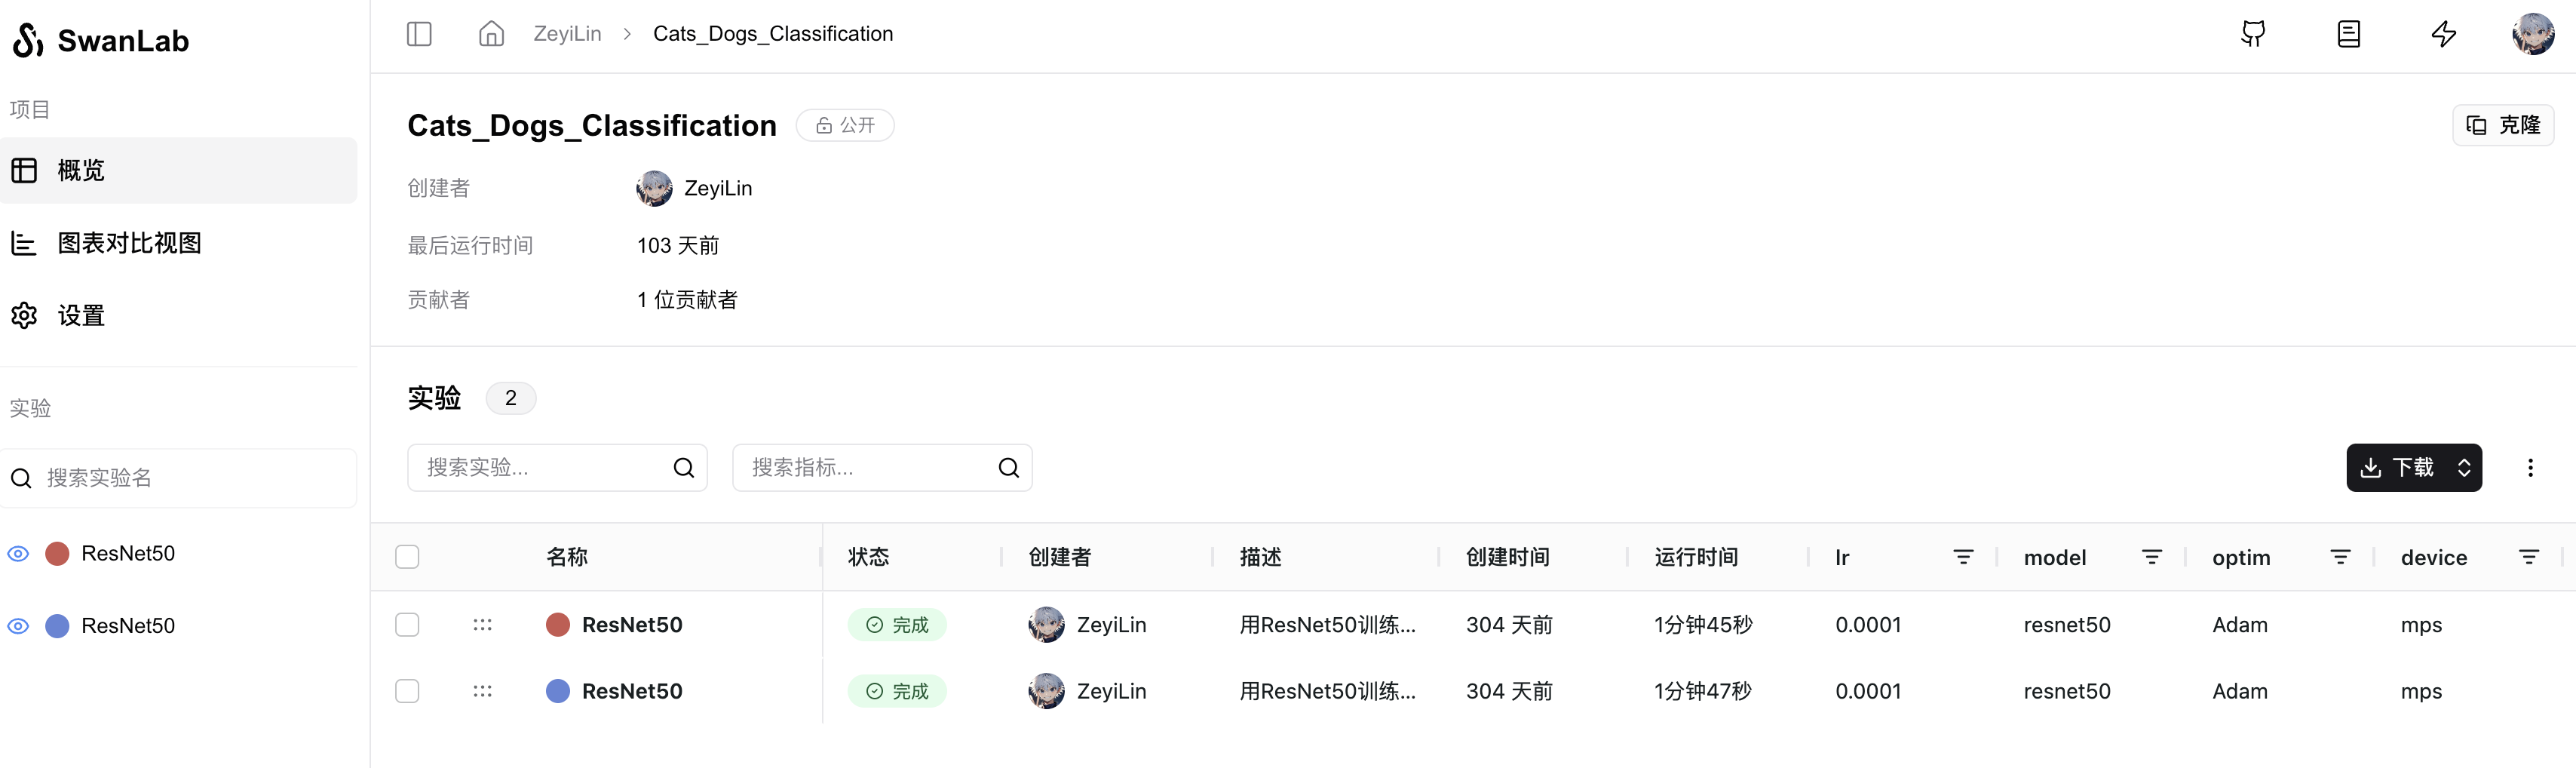 SwanLab
项目
概览
图表对比视图
设置
实验
搜索实验名
ResNet50
ResNet50
ZeyiLin > Cats_Dogs_Classification
Cats_Dogs_Classification 公开 克隆
创建者 ZeyiLin
最后运行时间 103 天前
贡献者 1 位贡献者
实验 2
搜索实验... 搜索指标... 下载
名称 状态 创建者 描述 创建时间 运行时间 lr model optim device
ResNet50 完成 ZeyiLin 用ResNet50训练... 304 天前 1分钟45秒 0.0001 resnet50 Adam mps
ResNet50 完成 ZeyiLin 用ResNet50训练... 304 天前 1分钟47秒 0.0001 resnet50 Adam mps